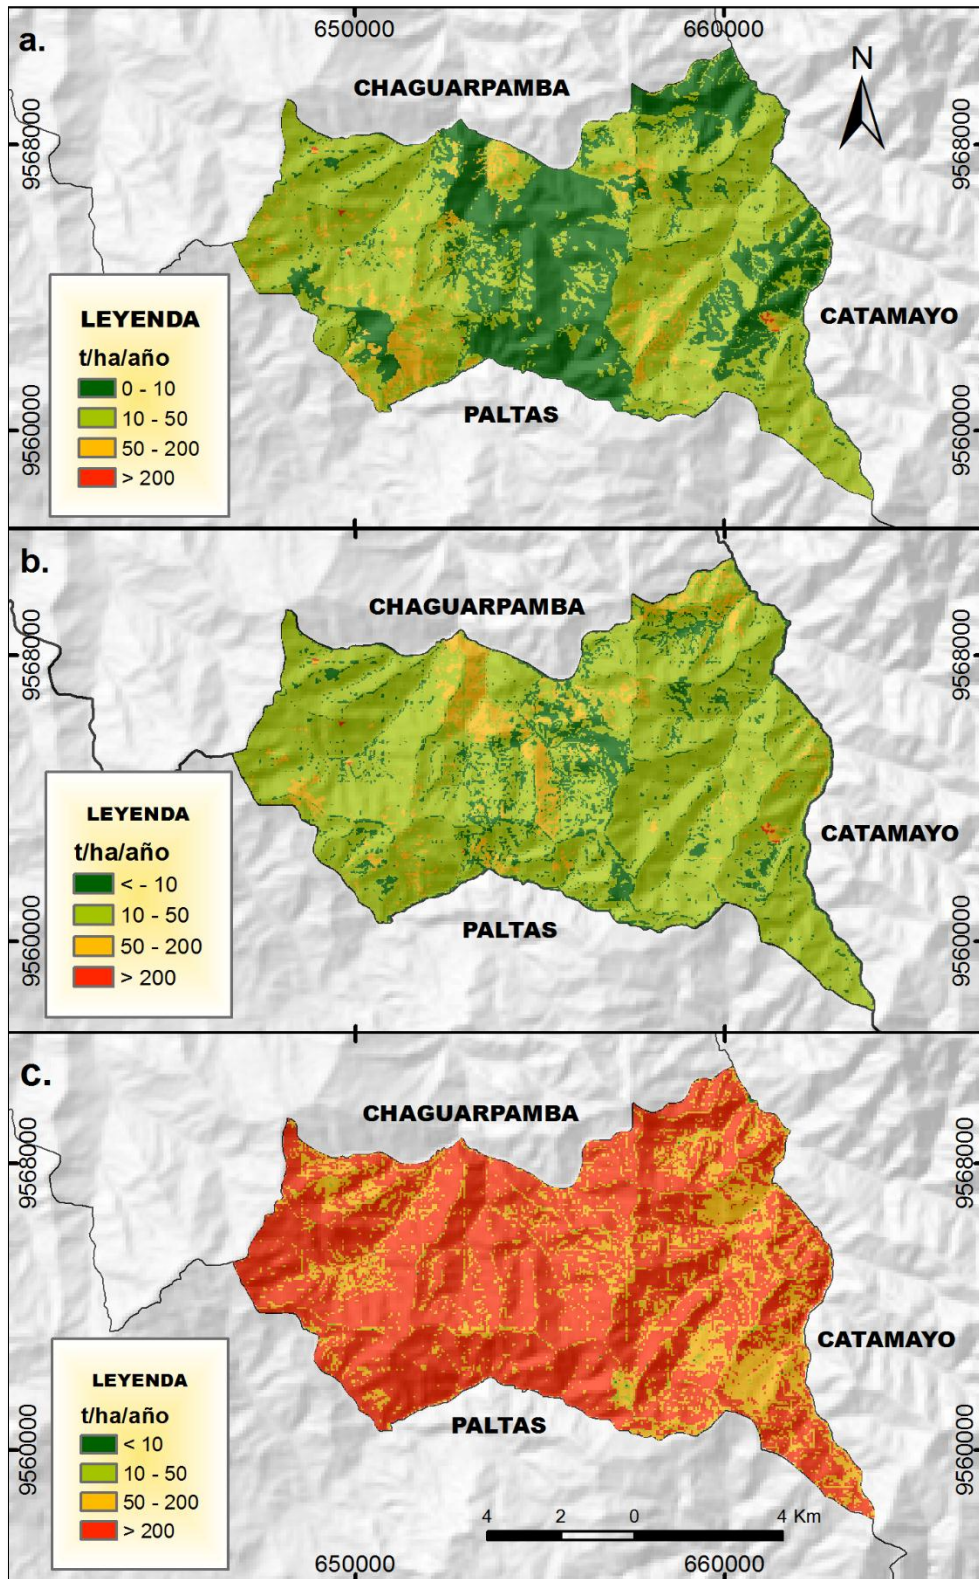 650000
660000
a.
N
CHAGUARPAMBA
9568000
9568000
CATAMAYO
LEYENDA
t/ha/año
0 - 10
10 - 50
50 - 200
> 200
PALTAS
9560000
9560000
b.
CHAGUARPAMBA
9568000
9568000
CATAMAYO
LEYENDA
t/ha/año
< - 10
10 - 50
50 - 200
> 200
PALTAS
9560000
9560000
c.
CHAGUARPAMBA
9568000
9568000
CATAMAYO
LEYENDA
t/ha/año
< 10
10 - 50
50 - 200
> 200
PALTAS
9560000
9560000
4 2 0 4 Km
650000
660000